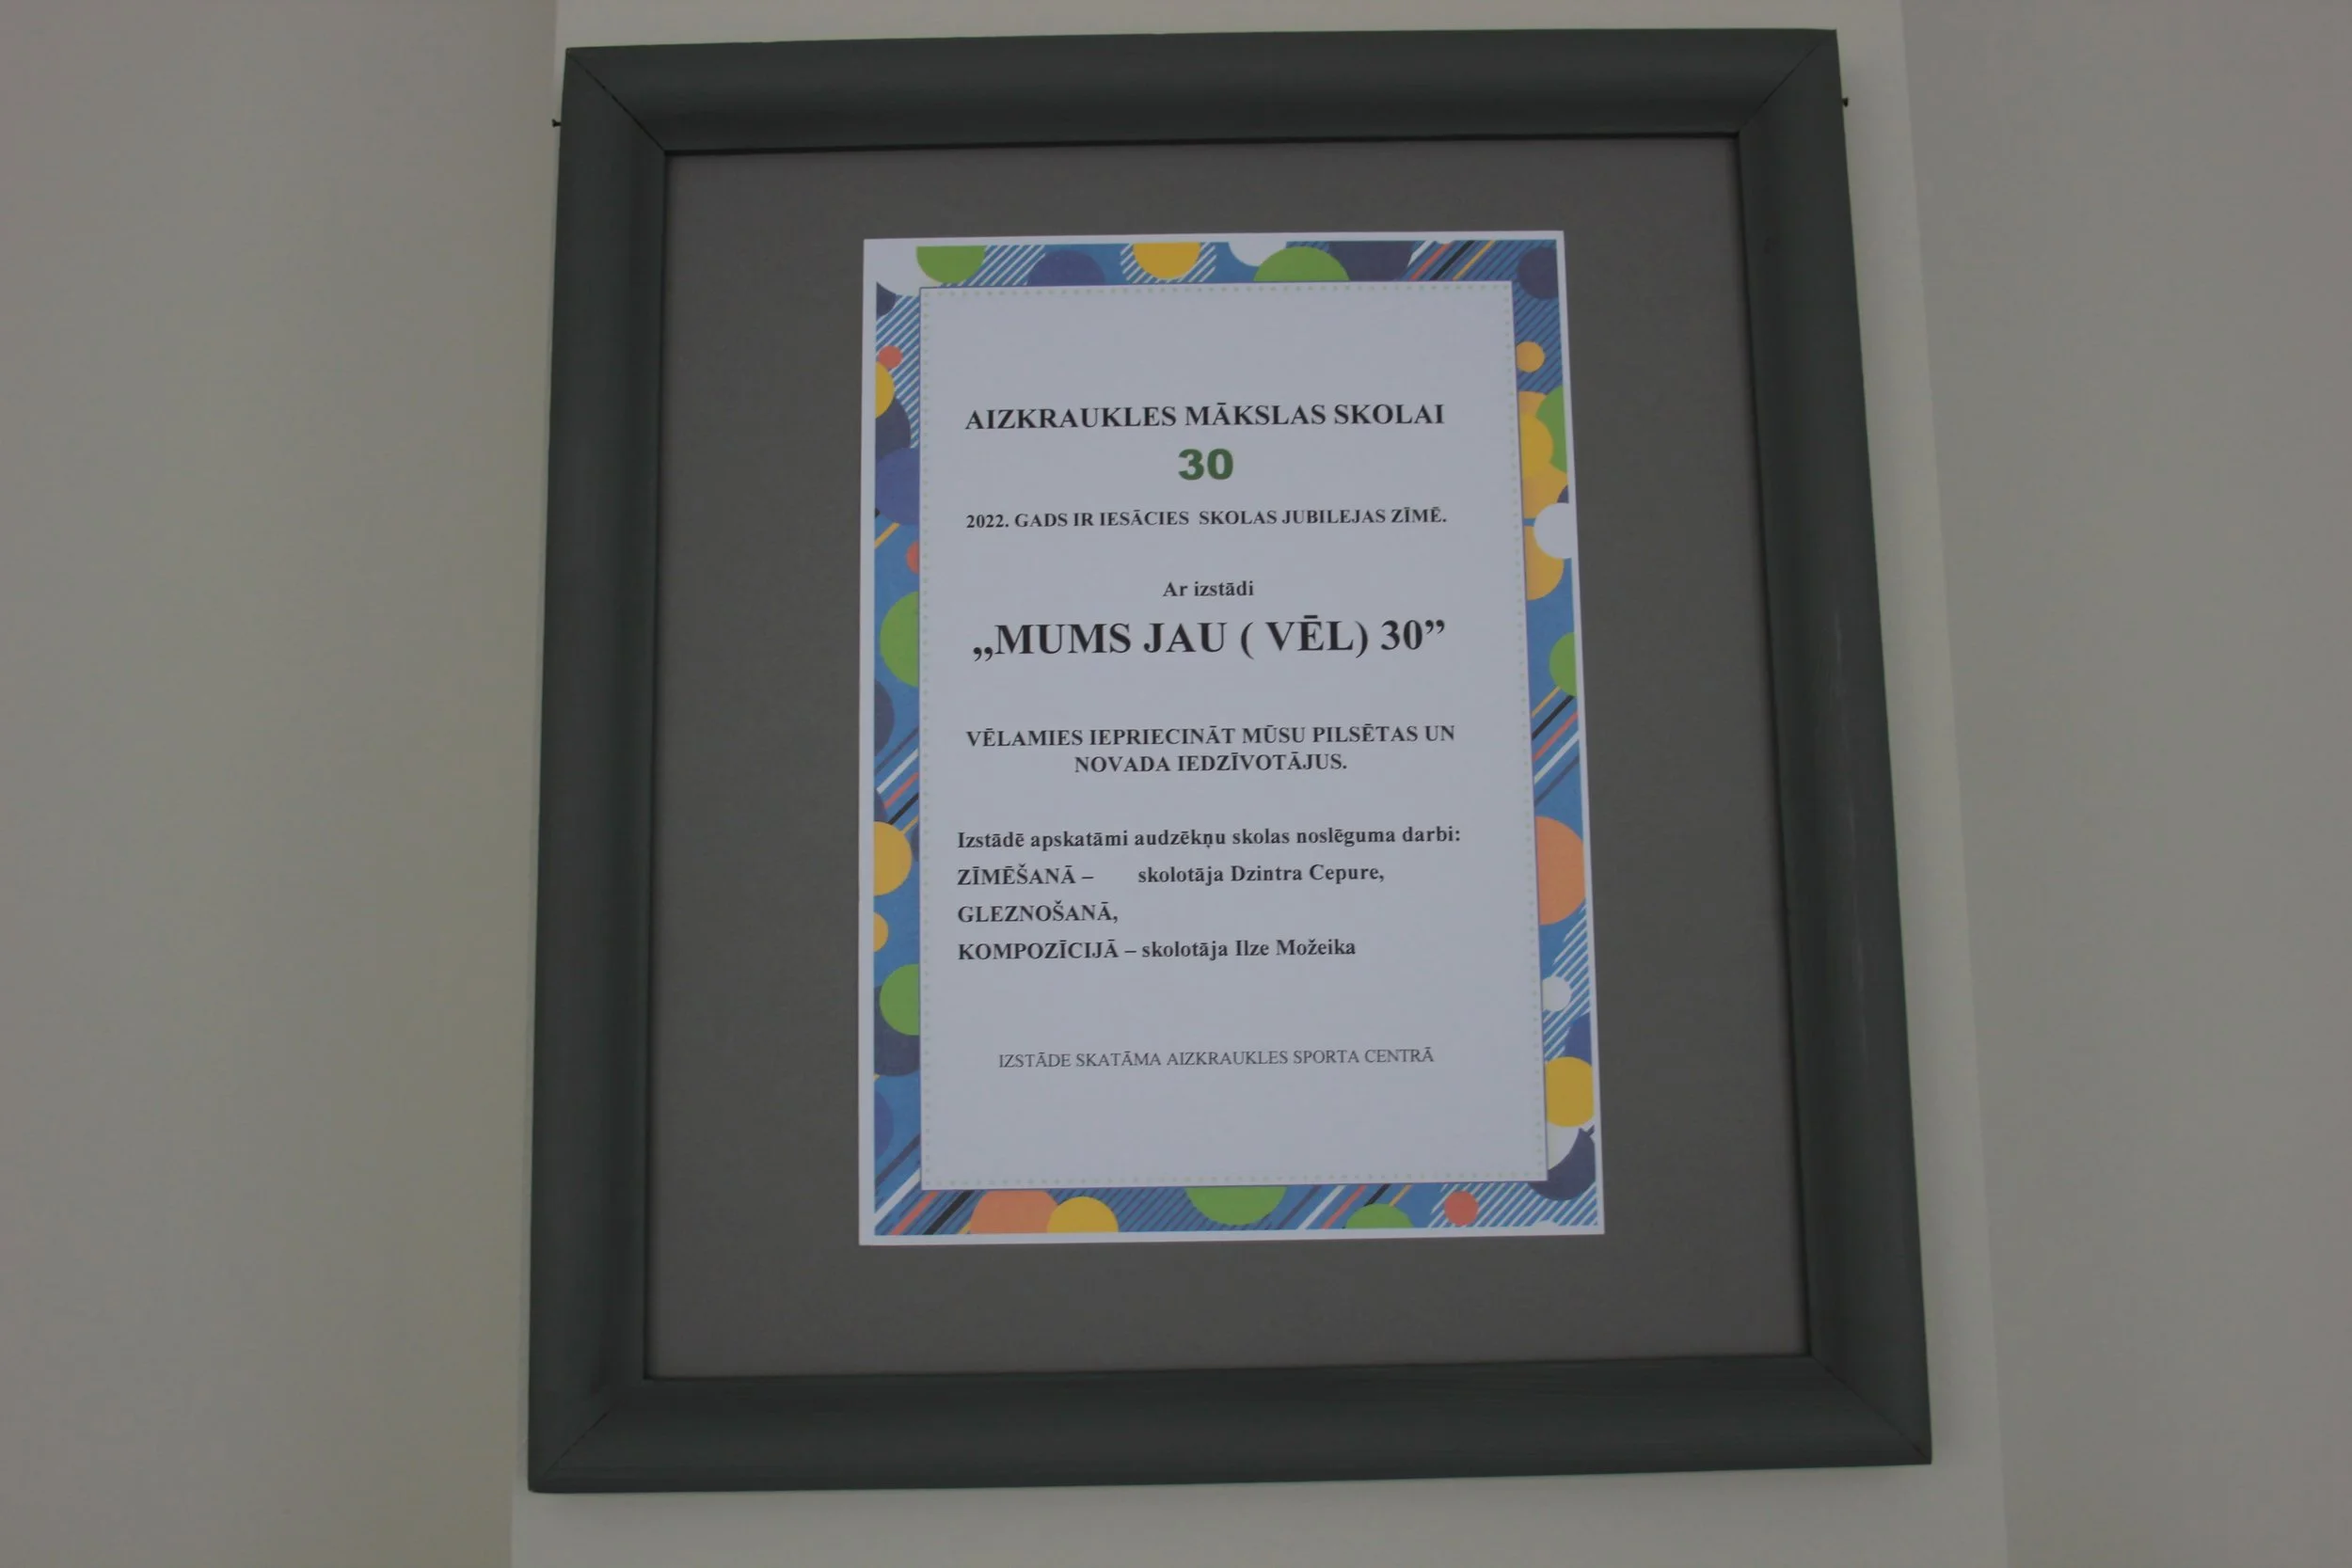 AIZKRAUKLES MĀKSLAS SKOLAI
30
2022. GADS IR IESĀCIES SKOLAS JUBILEJAS ZĪMĒ.
Ar izstādi
„MUMS JAU ( VĒL) 30”
VĒLAMIES IEPRIECINĀT MŪSU PILSĒTAS UN
NOVADA IEDZĪVOTĀJUS.
Izstādē apskatāmi audzēkņu skolas noslēguma darbi:
ZĪMĒŠANĀ – skolotāja Dzintra Cepure,
GLEZNOŠANĀ,
KOMPOZĪCIJĀ – skolotāja Ilze Možeika
IZSTĀDE SKATĀMA AIZKRAUKLES SPORTA CENTRĀ